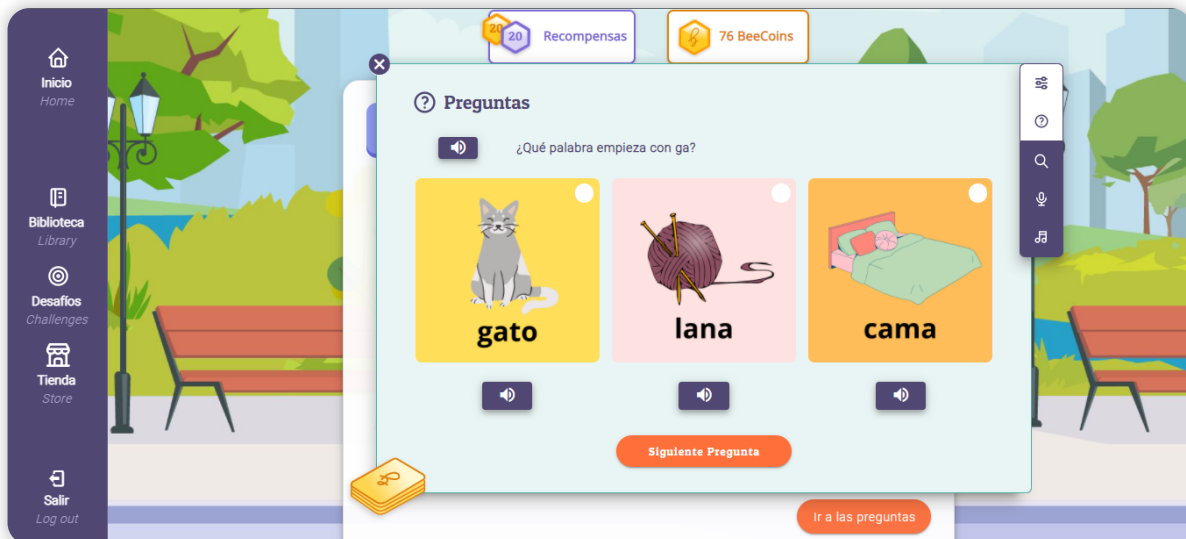 20
20
Recompensas
76 BeeCoins
Inicio
Home
Biblioteca
Library
Desafíos
Challenges
Tienda
Store
Salir
Log out
Preguntas
¿Qué palabra empieza con ga?
gato
lana
cama
Siguiente Pregunta
Ir a las preguntas